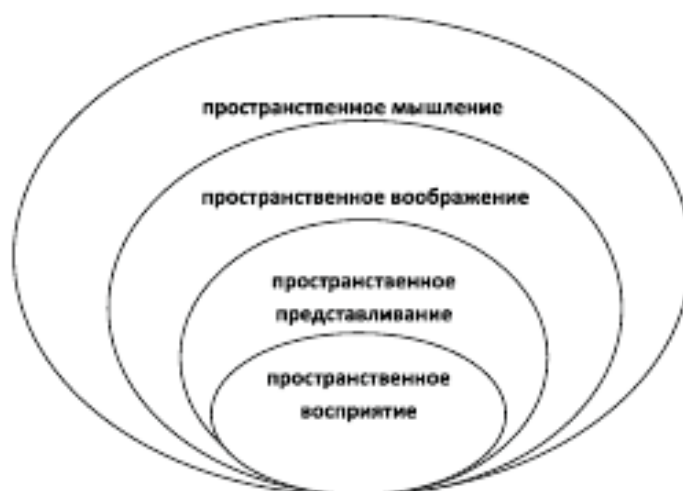 пространственное мышление
пространственное воображение
пространственное
представливание
пространственное
восприятие